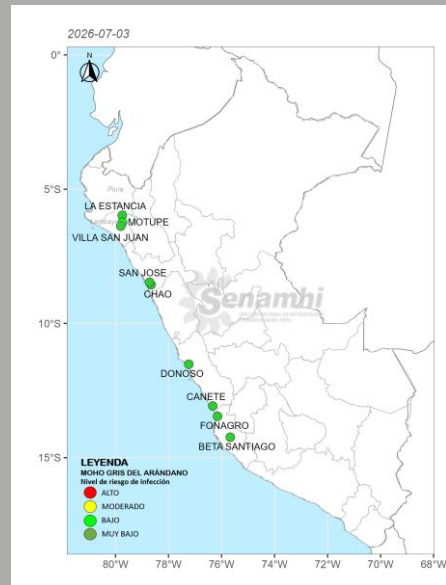 2026-07-03
N
0°
5°S
10°S
15°S
Piura
LA ESTANCIA
MOTUPE
VILLA SAN JUAN
SAN JOSE
CHAO
Senamhi
DONOSO
CANETE
FONAGRO
BETA SANTIAGO
LEYENDA
MOHO GRIS DEL ARÁNDANO
Nivel de riesgo de infección
ALTO
MODERADO
BAJO
MUY BAJO
80°W 78°W 76°W 74°W 72°W 70°W 68°W